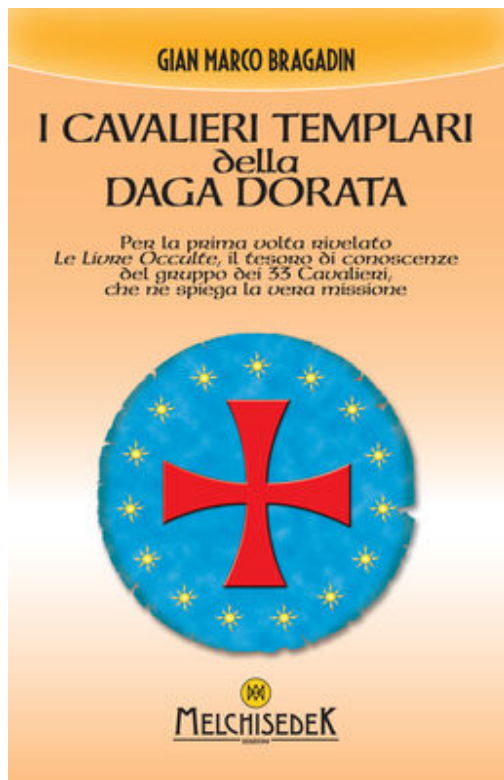 GIAN MARCO BRAGADIN
I CAVALIERI TEMPLARI
della
DAGA DORATA
Per la prima volta rivelato
Le Livre Occulte, il tesoro di conoscenze
del gruppo dei 33 Cavalieri,
che ne spiega la vera missione
MELCHISEDEK
EDIZIONI